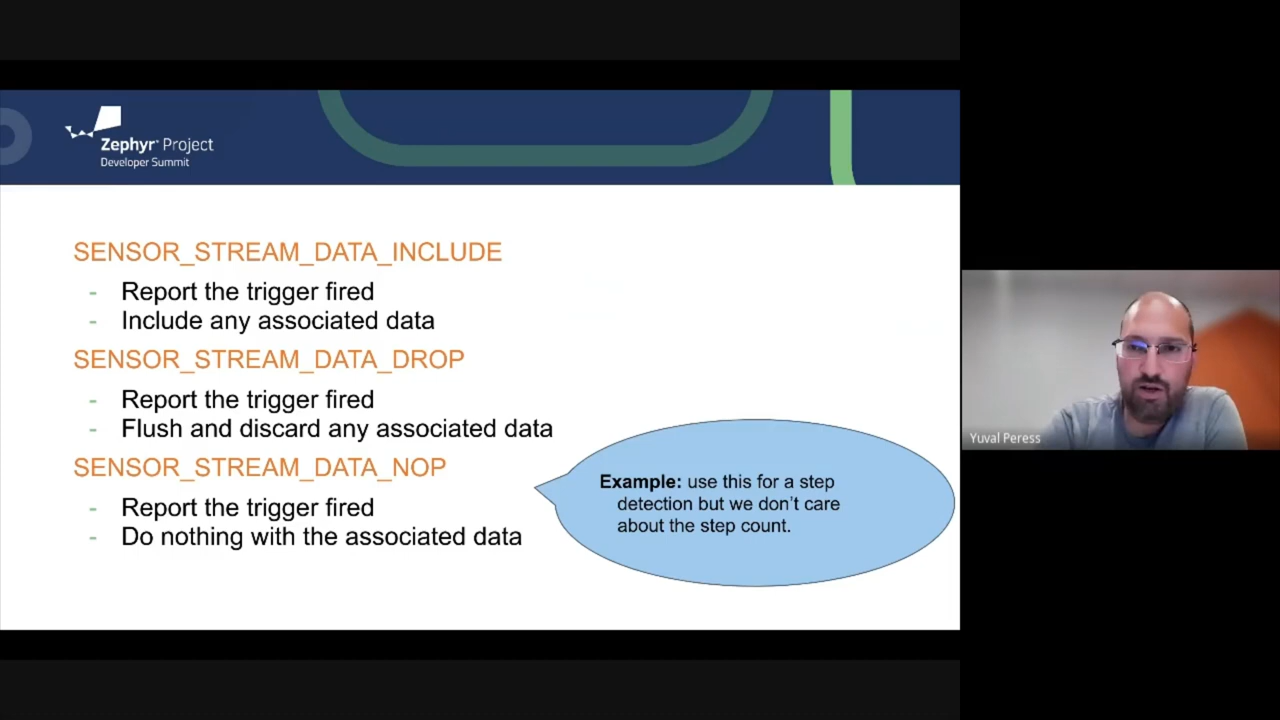 Zephyr® Project
Developer Summit
SENSOR_STREAM_DATA_INCLUDE
- Report the trigger fired
- Include any associated data
SENSOR_STREAM_DATA_DROP
- Report the trigger fired
- Flush and discard any associated data
SENSOR_STREAM_DATA_NOP
- Report the trigger fired
- Do nothing with the associated data
Example: use this for a step
detection but we don't care
about the step count.
Yuval Peress